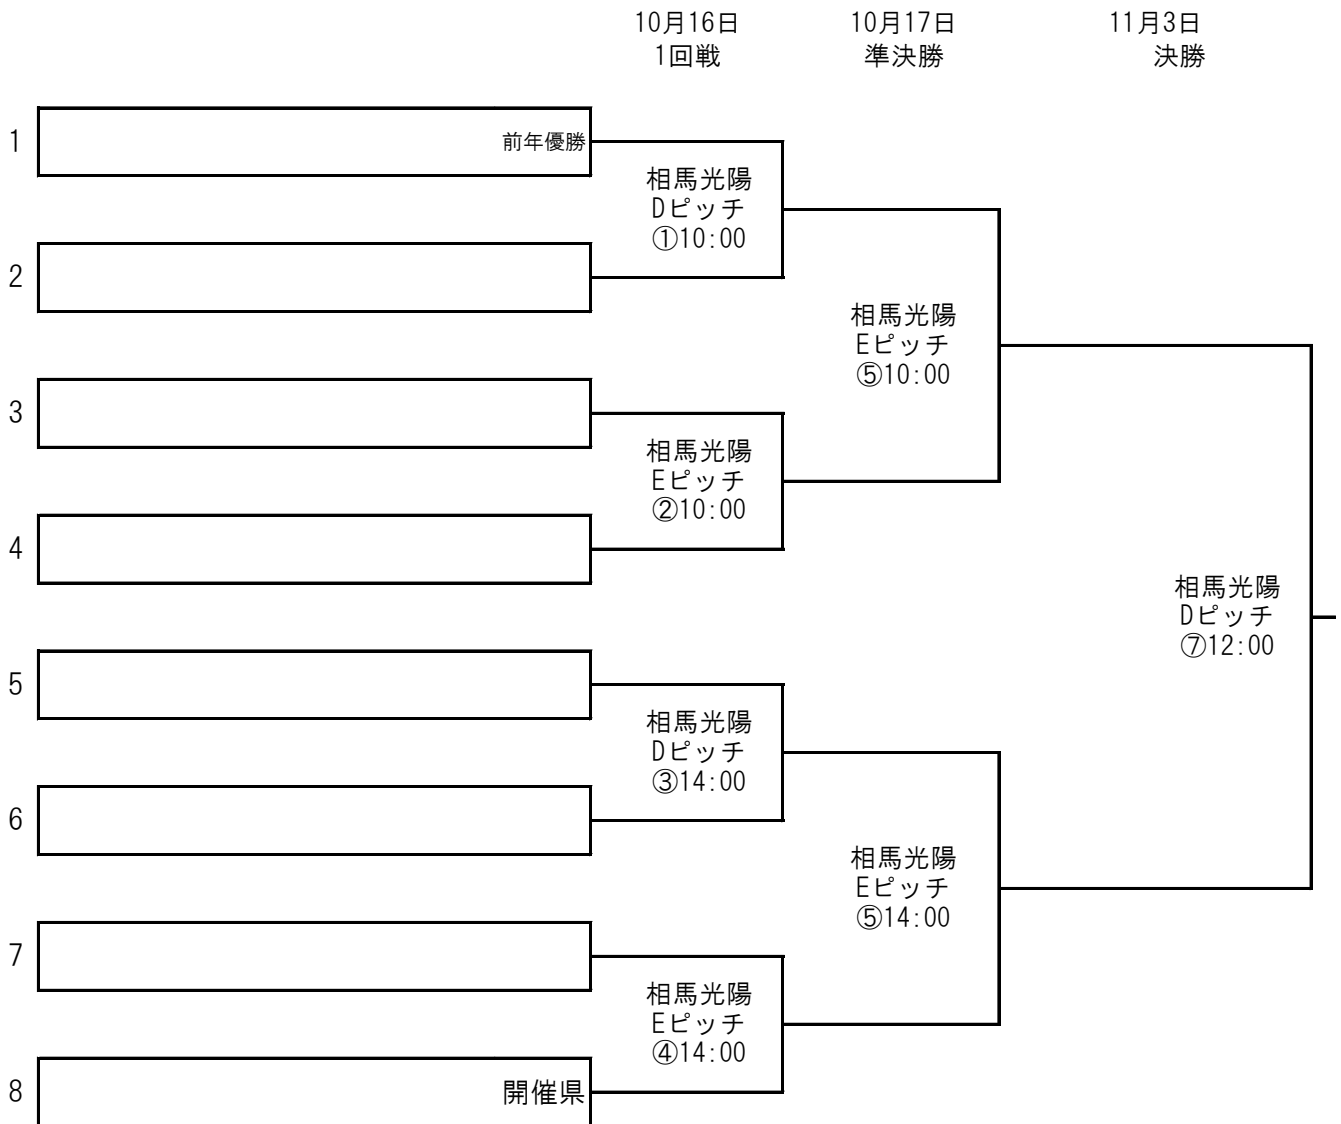 10月16日
1回戦
10月17日
準決勝
11月3日
決勝
1
前年優勝
相馬光陽
Dピッチ
①10:00
2
相馬光陽
Eピッチ
⑤10:00
3
相馬光陽
Eピッチ
②10:00
4
相馬光陽
Dピッチ
⑦12:00
5
相馬光陽
Dピッチ
③14:00
6
相馬光陽
Eピッチ
⑤14:00
7
相馬光陽
Eピッチ
④14:00
8
開催県